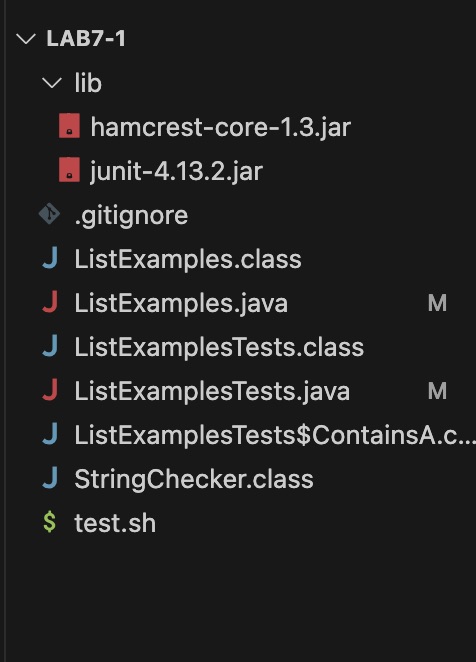 LAB7-1
lib
hamcrest-core-1.3.jar
junit-4.13.2.jar
.gitignore
J ListExamples.class
J ListExamples.java M
J ListExamplesTests.class
J ListExamplesTests.java M
J ListExamplesTests$ContainsA.c...
J StringChecker.class
$ test.sh